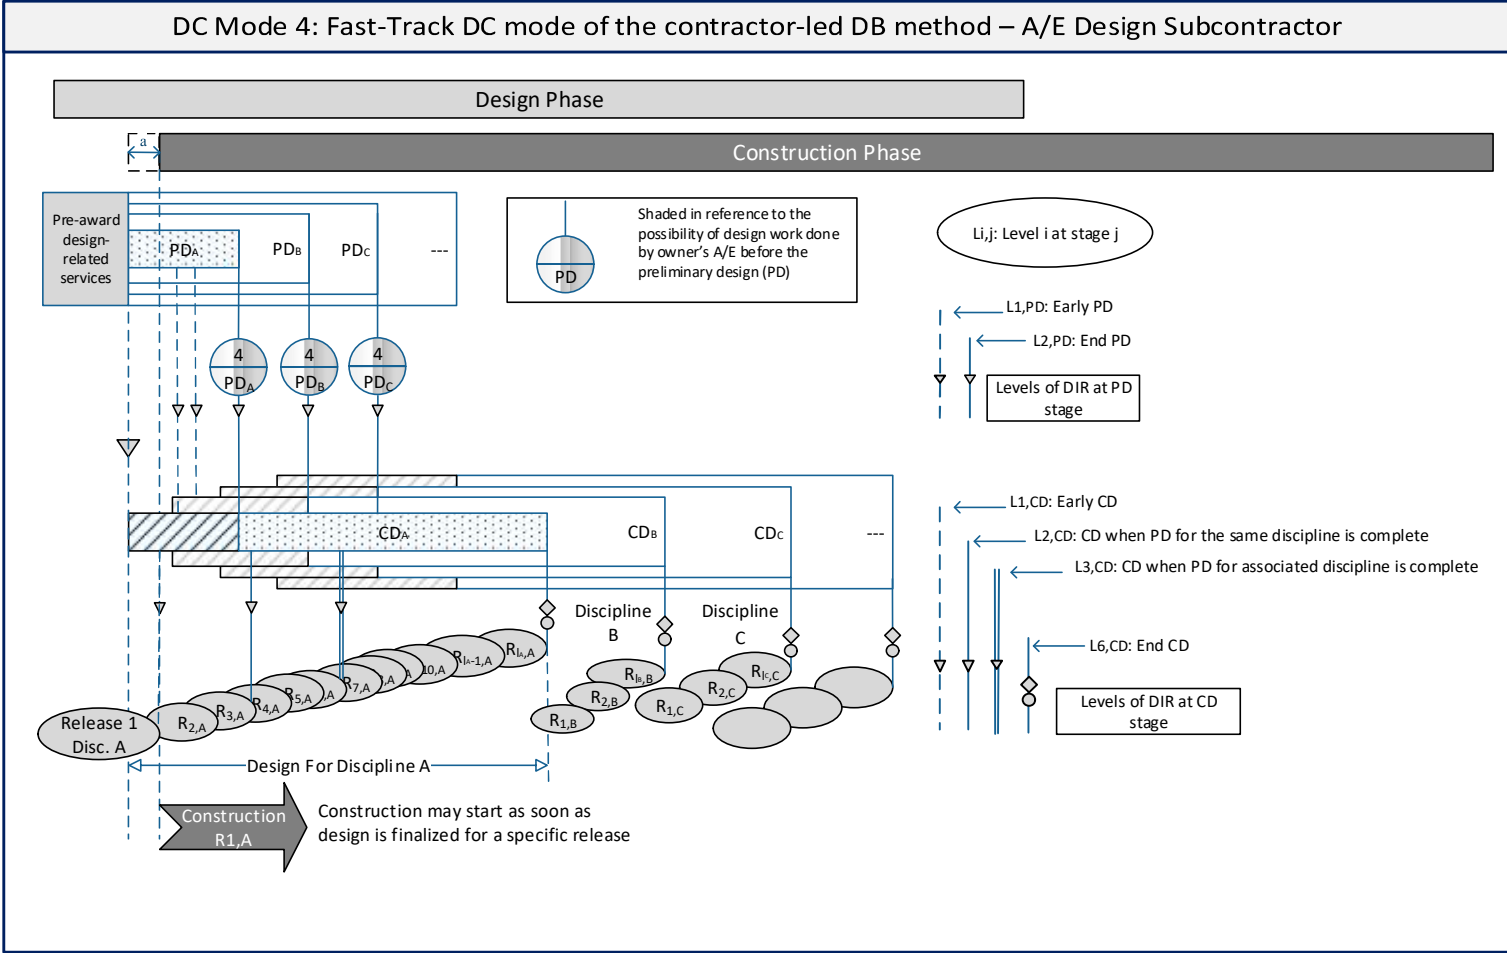 DC Mode 4: Fast-Track DC mode of the contractor-led DB method – A/E Design Subcontractor
Design Phase
a
Construction Phase
Pre-award
design-
related
services
PDA
PDB
PDC
---
Shaded in reference to the
possibility of design work done
by owner's A/E before the
preliminary design (PD)
PD
Li,j: Level i at stage j
L1,PD: Early PD
L2,PD: End PD
Levels of DIR at PD
stage
4
PDA
4
PDB
4
PDC
CDA
CDB
CDC
---
L1,CD: Early CD
L2,CD: CD when PD for the same discipline is complete
L3,CD: CD when PD for associated discipline is complete
L6,CD: End CD
Levels of DIR at CD
stage
Discipline
B
Discipline
C
Release 1
Disc. A
R2,A
R3,A
R4,A
R5,A
,A
R7,A
,A
,A
10,A
RlA-1,A
RlA,A
R1,B
R2,B
RlB,B
R1,C
R2,C
RlC,C
Design For Discipline A
Construction
R1,A
Construction may start as soon as
design is finalized for a specific release